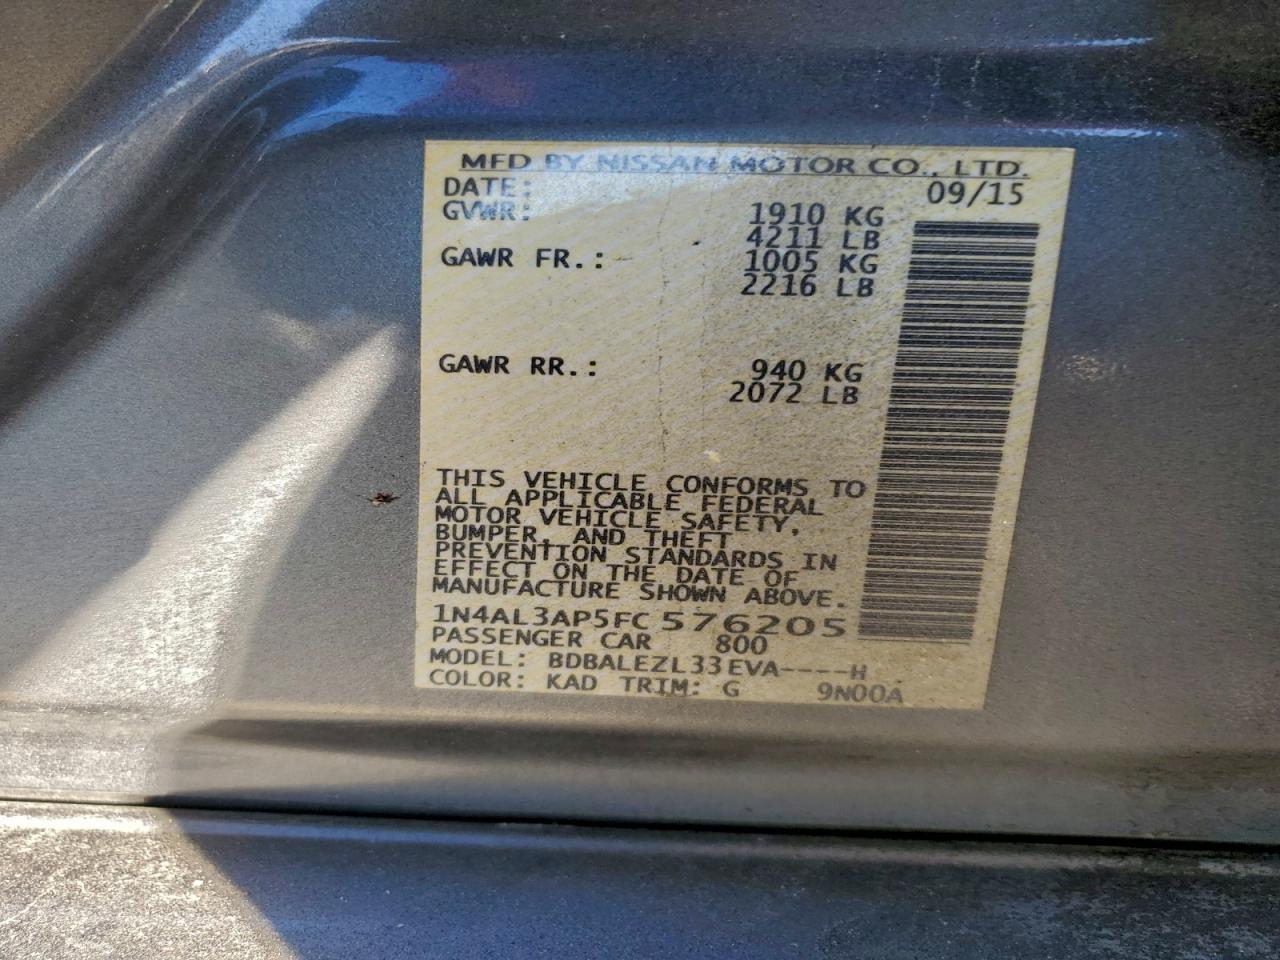 MFD BY NISSAN MOTOR CO., LTD.
DATE: 09/15
GVWR: 1910 KG
4211 LB
GAWR FR.: 1005 KG
2216 LB
GAWR RR.: 940 KG
2072 LB
THIS VEHICLE CONFORMS TO
ALL APPLICABLE FEDERAL
MOTOR VEHICLE SAFETY,
BUMPER, AND THEFT
PREVENTION STANDARDS IN
EFFECT ON THE DATE OF
MANUFACTURE SHOWN ABOVE.
1N4AL3AP5FC576205
PASSENGER CAR 800
MODEL: BDBALEZL33EVA----H
COLOR: KAD TRIM: G 9N00A